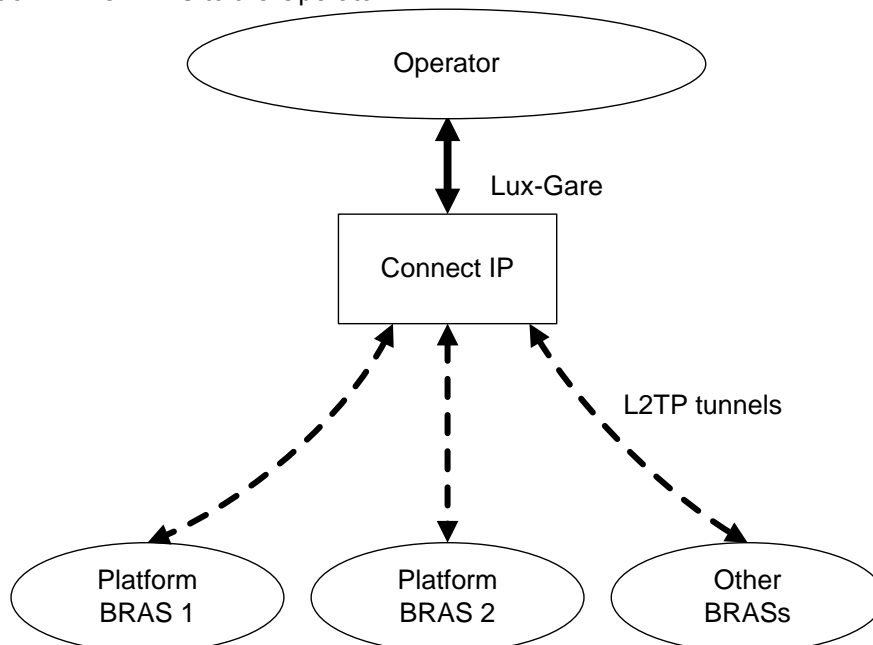 Operator
Lux-Gare
Connect IP
L2TP tunnels
Platform
BRAS 1
Platform
BRAS 2
Other
BRASs